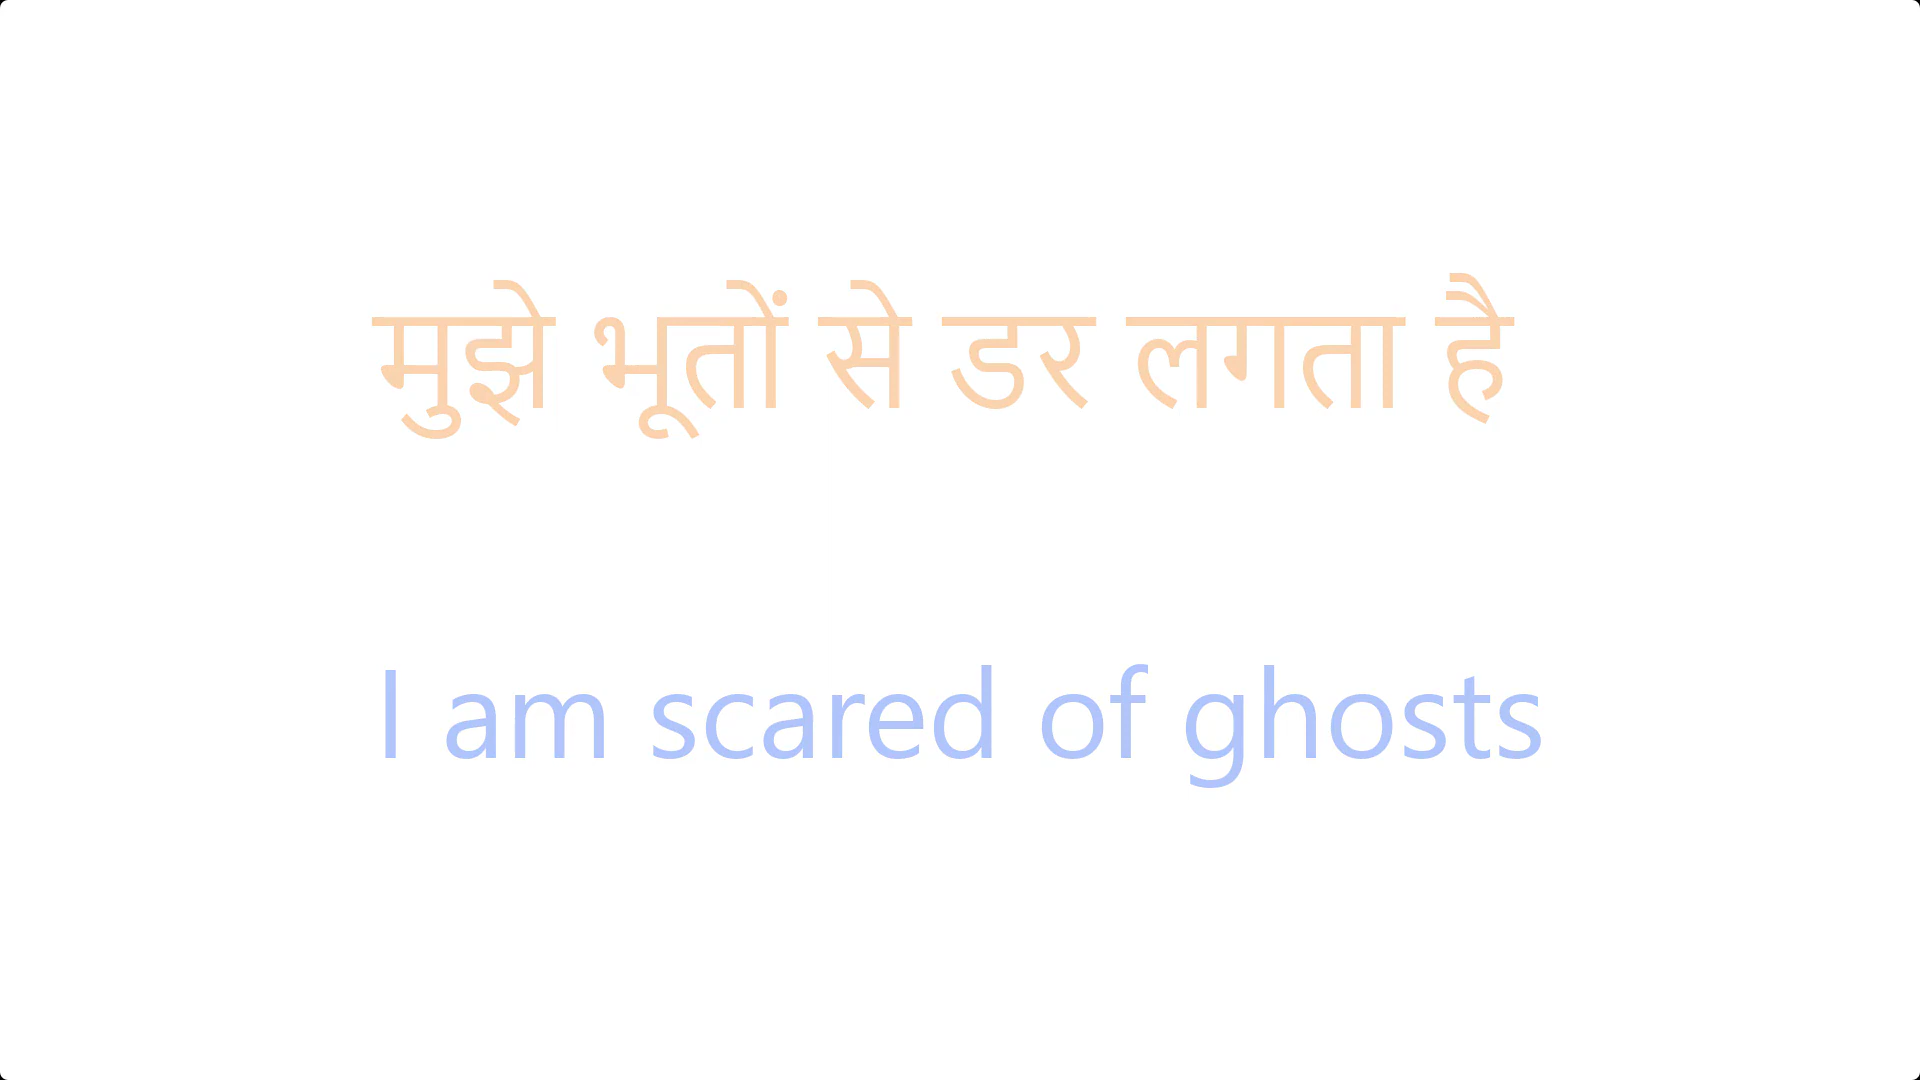 मुझे भूतों से डर लगता है
I am scared of ghosts